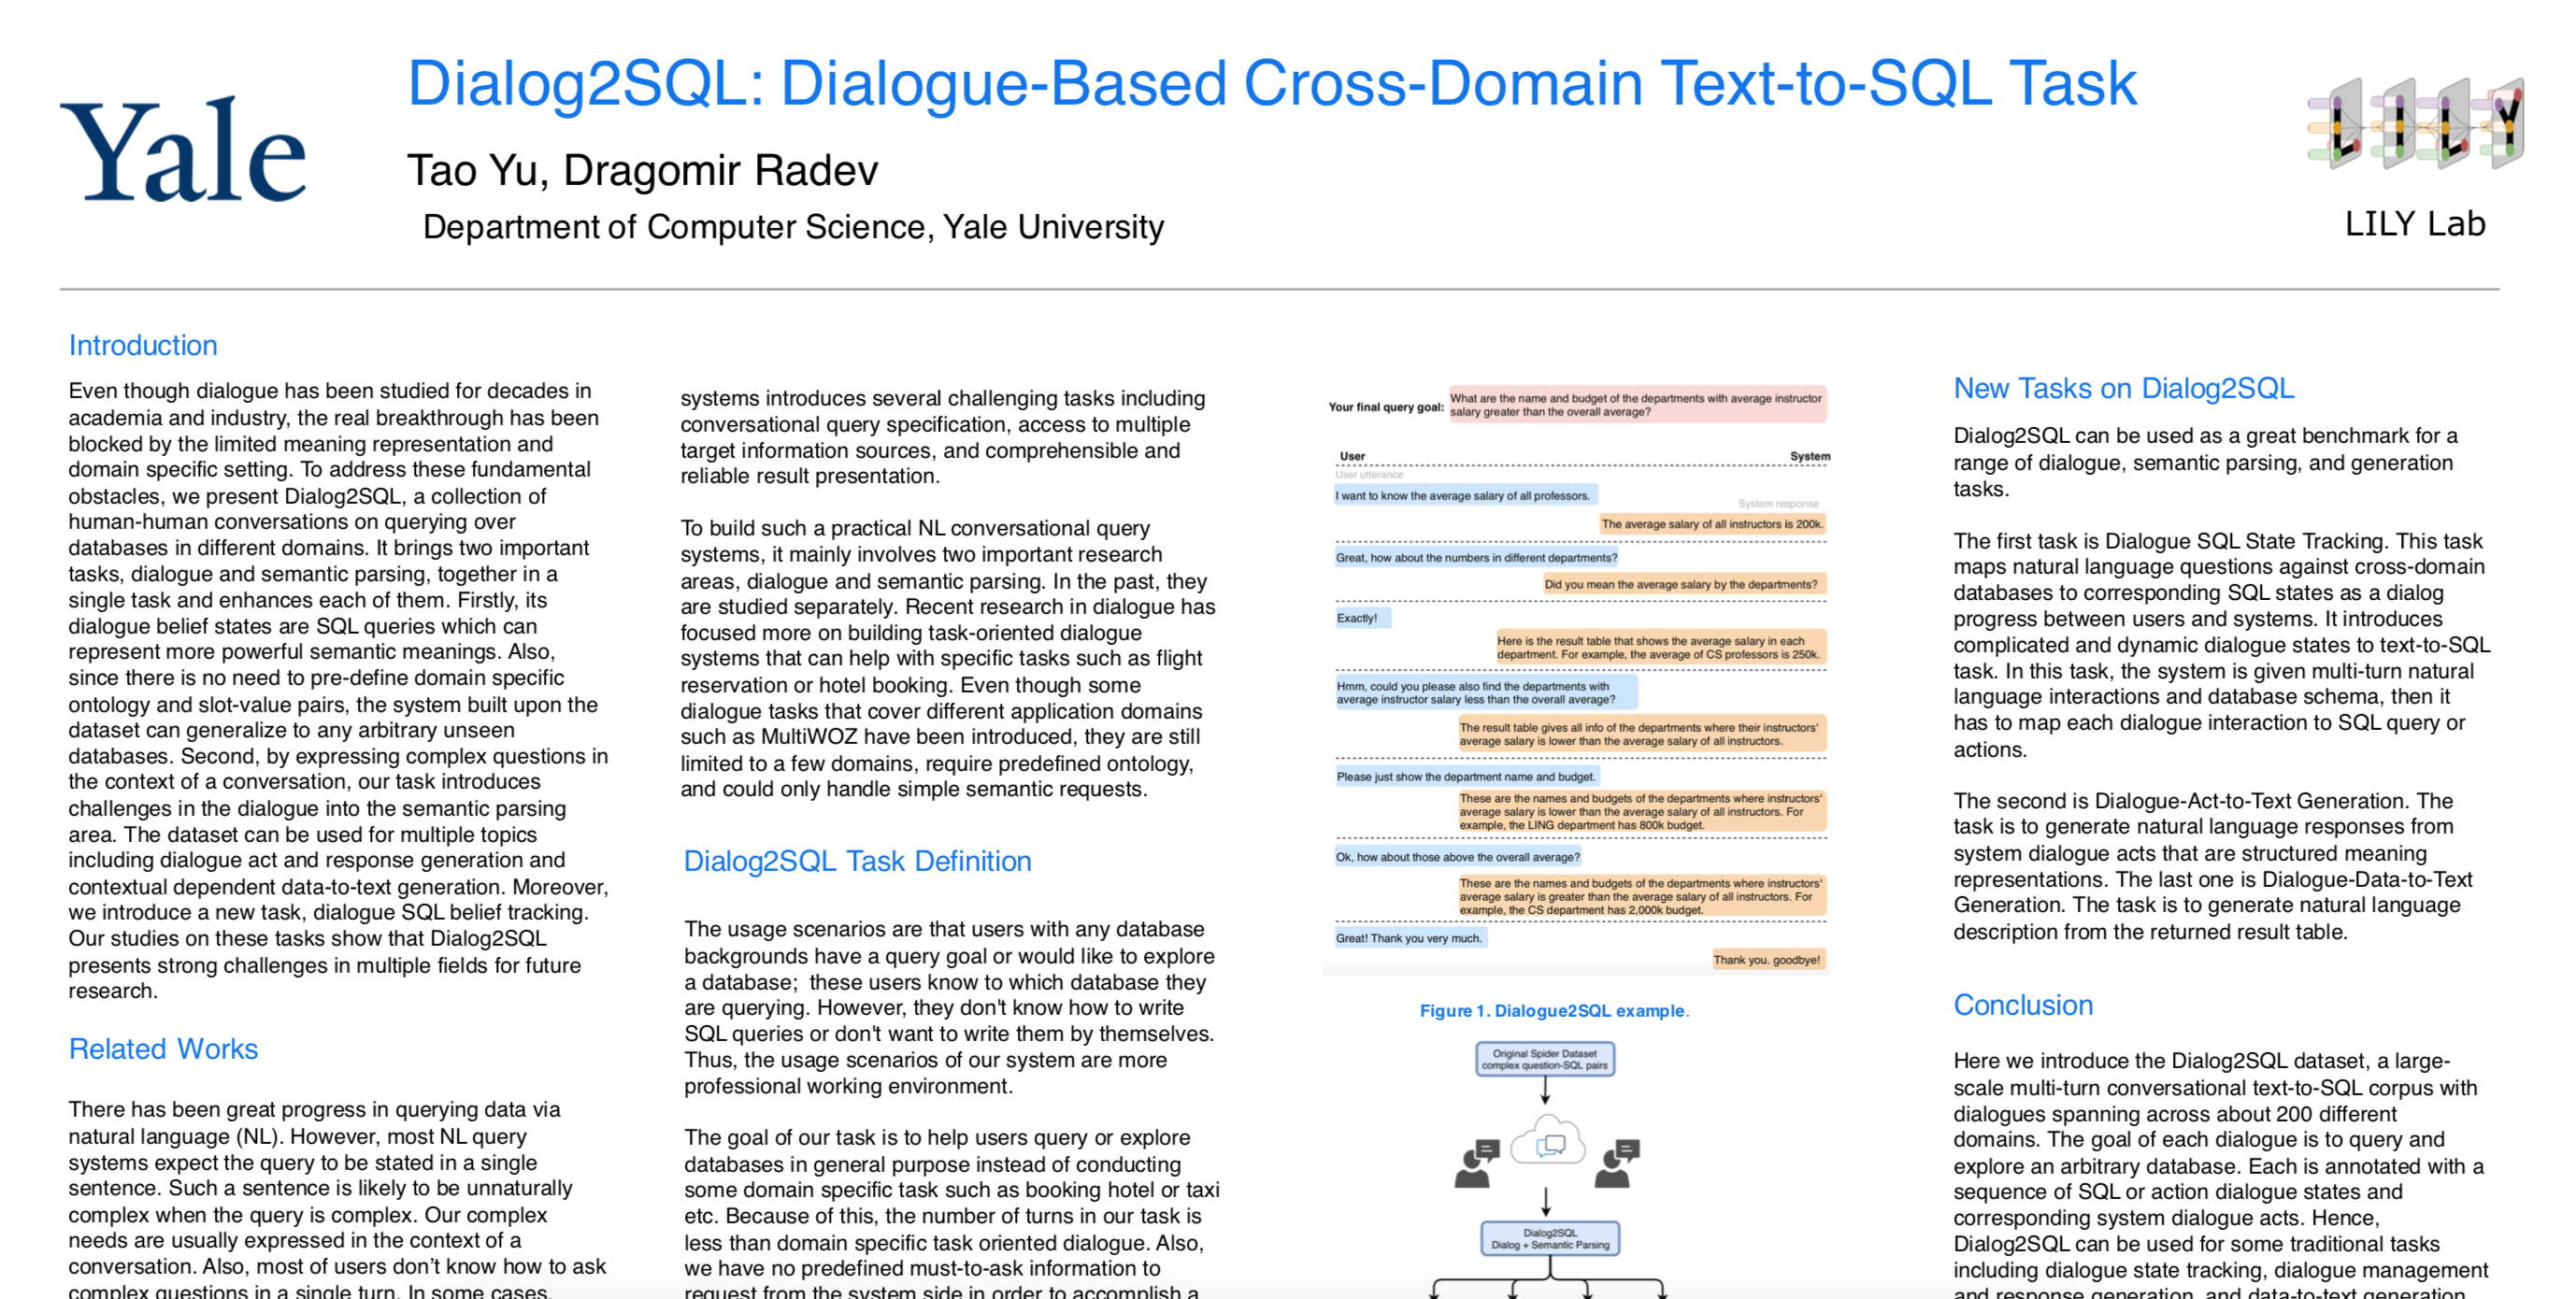 Yale
Dialog2SQL: Dialogue-Based Cross-Domain Text-to-SQL Task
Tao Yu, Dragomir Radev
Department of Computer Science, Yale University
LILY
LILY Lab
Introduction
Even though dialogue has been studied for decades in
academia and industry, the real breakthrough has been
blocked by the limited meaning representation and
domain specific setting. To address these fundamental
obstacles, we present Dialog2SQL, a collection of
human-human conversations on querying over
databases in different domains. It brings two important
tasks, dialogue and semantic parsing, together in a
single task and enhances each of them. Firstly, its
dialogue belief states are SQL queries which can
represent more powerful semantic meanings. Also,
since there is no need to pre-define domain specific
ontology and slot-value pairs, the system built upon the
dataset can generalize to any arbitrary unseen
databases. Second, by expressing complex questions in
the context of a conversation, our task introduces
challenges in the dialogue into the semantic parsing
area. The dataset can be used for multiple topics
including dialogue act and response generation and
contextual dependent data-to-text generation. Moreover,
we introduce a new task, dialogue SQL belief tracking.
Our studies on these tasks show that Dialog2SQL
presents strong challenges in multiple fields for future
research.
Related Works
There has been great progress in querying data via
natural language (NL). However, most NL query
systems expect the query to be stated in a single
sentence. Such a sentence is likely to be unnaturally
complex when the query is complex. Our complex
needs are usually expressed in the context of a
conversation. Also, most of users don't know how to ask
complex questions in a single turn. In some cases,
systems introduces several challenging tasks including
conversational query specification, access to multiple
target information sources, and comprehensible and
reliable result presentation.
To build such a practical NL conversational query
systems, it mainly involves two important research
areas, dialogue and semantic parsing. In the past, they
are studied separately. Recent research in dialogue has
focused more on building task-oriented dialogue
systems that can help with specific tasks such as flight
reservation or hotel booking. Even though some
dialogue tasks that cover different application domains
such as MultiWOZ have been introduced, they are still
limited to a few domains, require predefined ontology,
and could only handle simple semantic requests.
Dialog2SQL Task Definition
The usage scenarios are that users with any database
backgrounds have a query goal or would like to explore
a database;  these users know to which database they
are querying. However, they don't know how to write
SQL queries or don't want to write them by themselves.
Thus, the usage scenarios of our system are more
professional working environment.
The goal of our task is to help users query or explore
databases in general purpose instead of conducting
some domain specific task such as booking hotel or taxi
etc. Because of this, the number of turns in our task is
less than domain specific task oriented dialogue. Also,
we have no predefined must-to-ask information to
request from the system side in order to accomplish a
Your final query goal:
What are the name and budget of the departments with average instructor
salary greater than the overall average?
User
System
User utterance
I want to know the average salary of all professors.
System response
The average salary of all instructors is 200k.
Great, how about the numbers in different departments?
Did you mean the average salary by the departments?
Exactly!
Here is the result table that shows the average salary in each
department. For example, the average of CS professors is 250k.
Hmm, could you please also find the departments with
average instructor salary less than the overall average?
The result table gives all info of the departments where their instructors'
average salary is lower than the average salary of all instructors.
Please just show the department name and budget.
These are the names and budgets of the departments where instructors'
average salary is lower than the average salary of all instructors. For
example, the LING department has 800k budget.
Ok, how about those above the overall average?
These are the names and budgets of the departments where instructors'
average salary is greater than the average salary of all instructors. For
example, the CS department has 2,000k budget.
Great! Thank you very much.
Thank you. goodbye!
Figure 1. Dialogue2SQL example.
Original Spider Dataset
complex question-SQL pairs
Dialog2SQL
Dialog + Semantic Parsing
New Tasks on Dialog2SQL
Dialog2SQL can be used as a great benchmark for a
range of dialogue, semantic parsing, and generation
tasks.
The first task is Dialogue SQL State Tracking. This task
maps natural language questions against cross-domain
databases to corresponding SQL states as a dialog
progress between users and systems. It introduces
complicated and dynamic dialogue states to text-to-SQL
task. In this task, the system is given multi-turn natural
language interactions and database schema, then it
has to map each dialogue interaction to SQL query or
actions.
The second is Dialogue-Act-to-Text Generation. The
task is to generate natural language responses from
system dialogue acts that are structured meaning
representations. The last one is Dialogue-Data-to-Text
Generation. The task is to generate natural language
description from the returned result table.
Conclusion
Here we introduce the Dialog2SQL dataset, a large-
scale multi-turn conversational text-to-SQL corpus with
dialogues spanning across about 200 different
domains. The goal of each dialogue is to query and
explore an arbitrary database. Each is annotated with a
sequence of SQL or action dialogue states and
corresponding system dialogue acts. Hence,
Dialog2SQL can be used for some traditional tasks
including dialogue state tracking, dialogue management
and response generation, and data-to-text generation